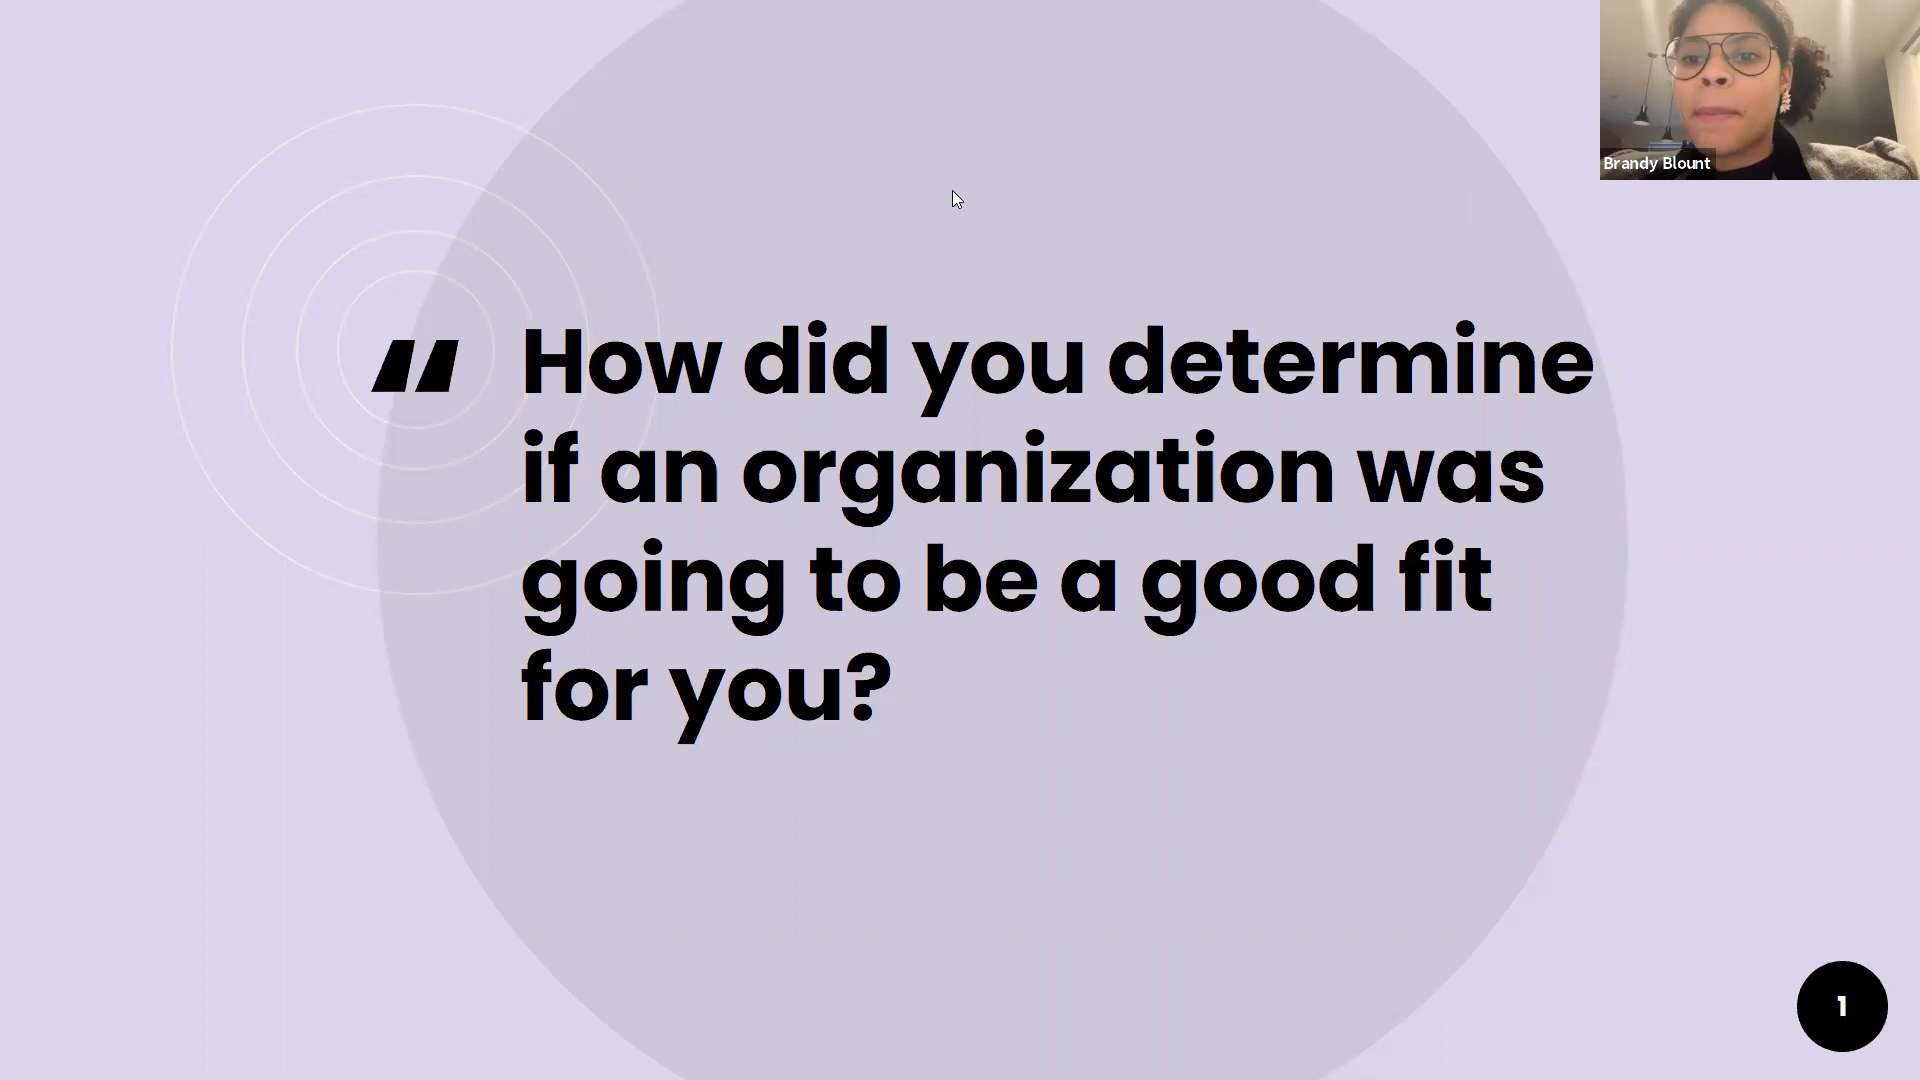 Brandy Blount
“ How did you determine
if an organization was
going to be a good fit
for you?
1